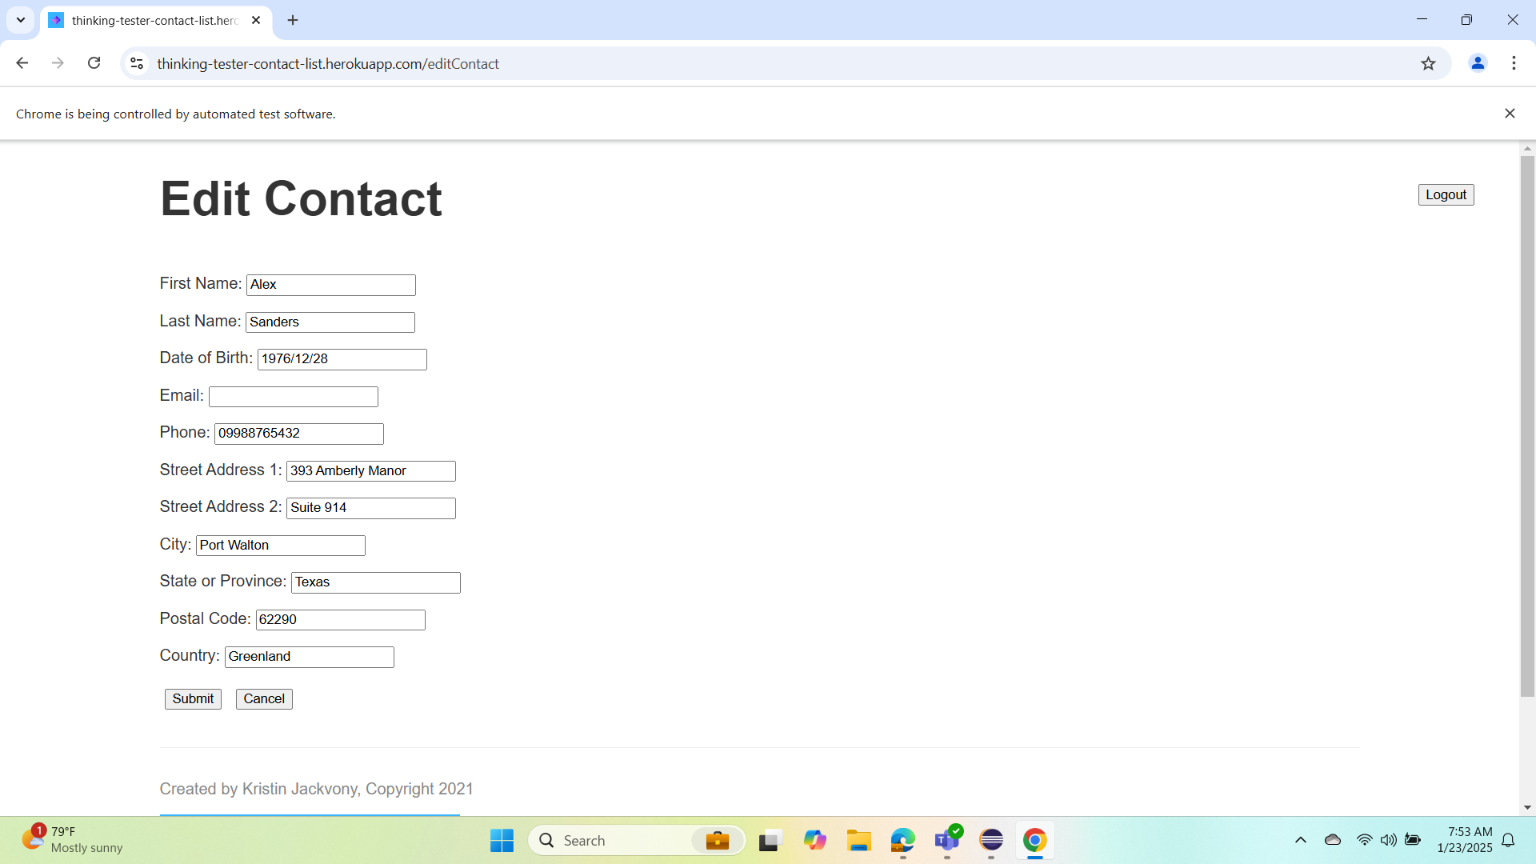 thinking-tester-contact-list.herc
thinking-tester-contact-list.herokuapp.com/editContact
Chrome is being controlled by automated test software.
Edit Contact
Logout
First Name: Alex
Last Name: Sanders
Date of Birth: 1976/12/28
Email:
Phone: 09988765432
Street Address 1: 393 Amberly Manor
Street Address 2: Suite 914
City: Port Walton
State or Province: Texas
Postal Code: 62290
Country: Greenland
Submit Cancel
Created by Kristin Jackvony, Copyright 2021
1
79°F
Mostly sunny
Search
7:53 AM
1/23/2025